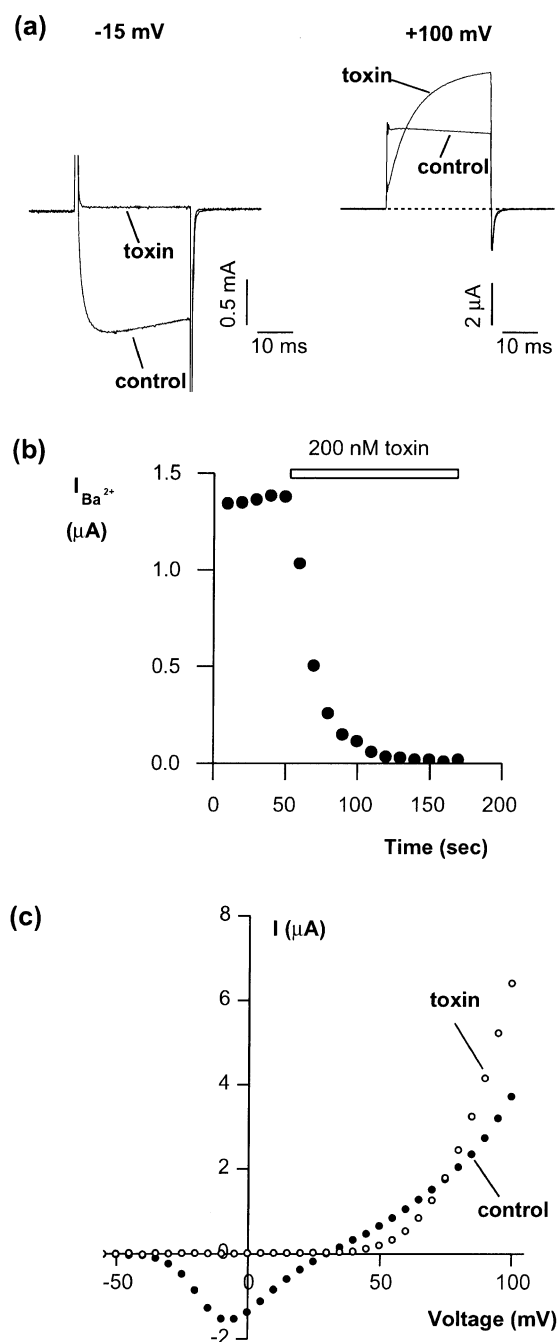 (a)
-15 mV
+100 mV
toxin
control
toxin
control
0.5 mA
10 ms
2 µA
10 ms
(b)
200 nM toxin
I Ba 2+
(µA)
1.5
1.0
0.5
0.0
0 50 100 150 200
Time (sec)
(c)
I (µA)
8
6
4
2
0
-2
toxin
control
-50 0 50 100
Voltage (mV)